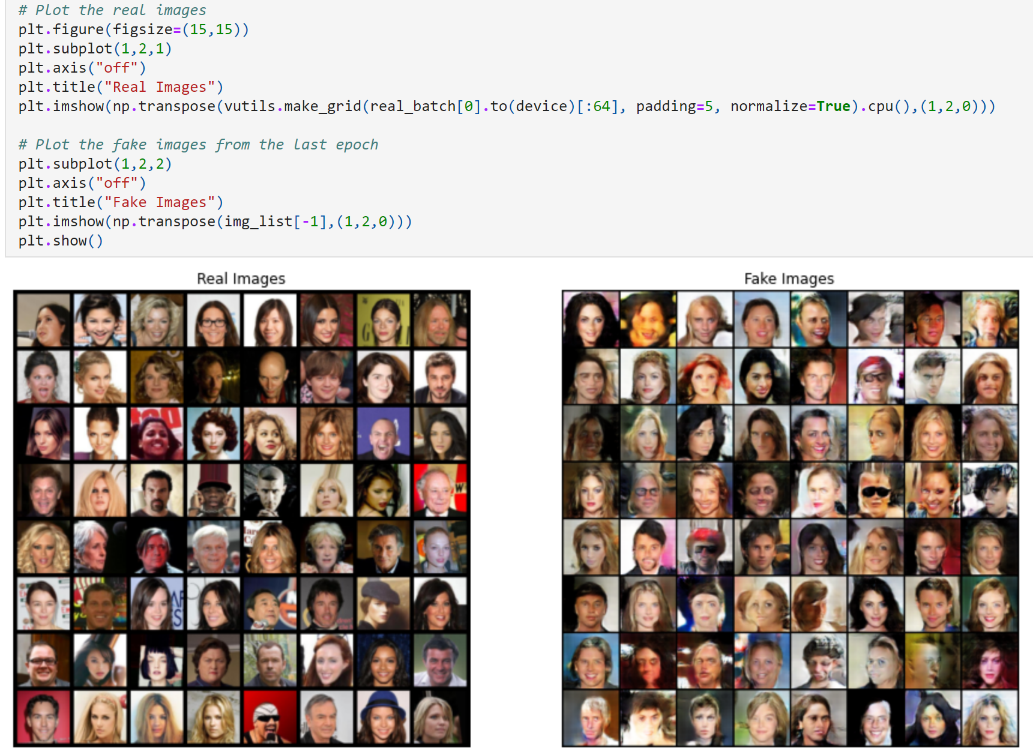 # Plot the real images
plt.figure(figsize=(15,15))
plt.subplot(1,2,1)
plt.axis("off")
plt.title("Real Images")
plt.imshow(np.transpose(vutils.make_grid(real_batch[0].to(device)[:64], padding=5, normalize=True).cpu(),(1,2,0)))
# Plot the fake images from the last epoch
plt.subplot(1,2,2)
plt.axis("off")
plt.title("Fake Images")
plt.imshow(np.transpose(img_list[-1],(1,2,0)))
plt.show()
Real Images
Fake Images